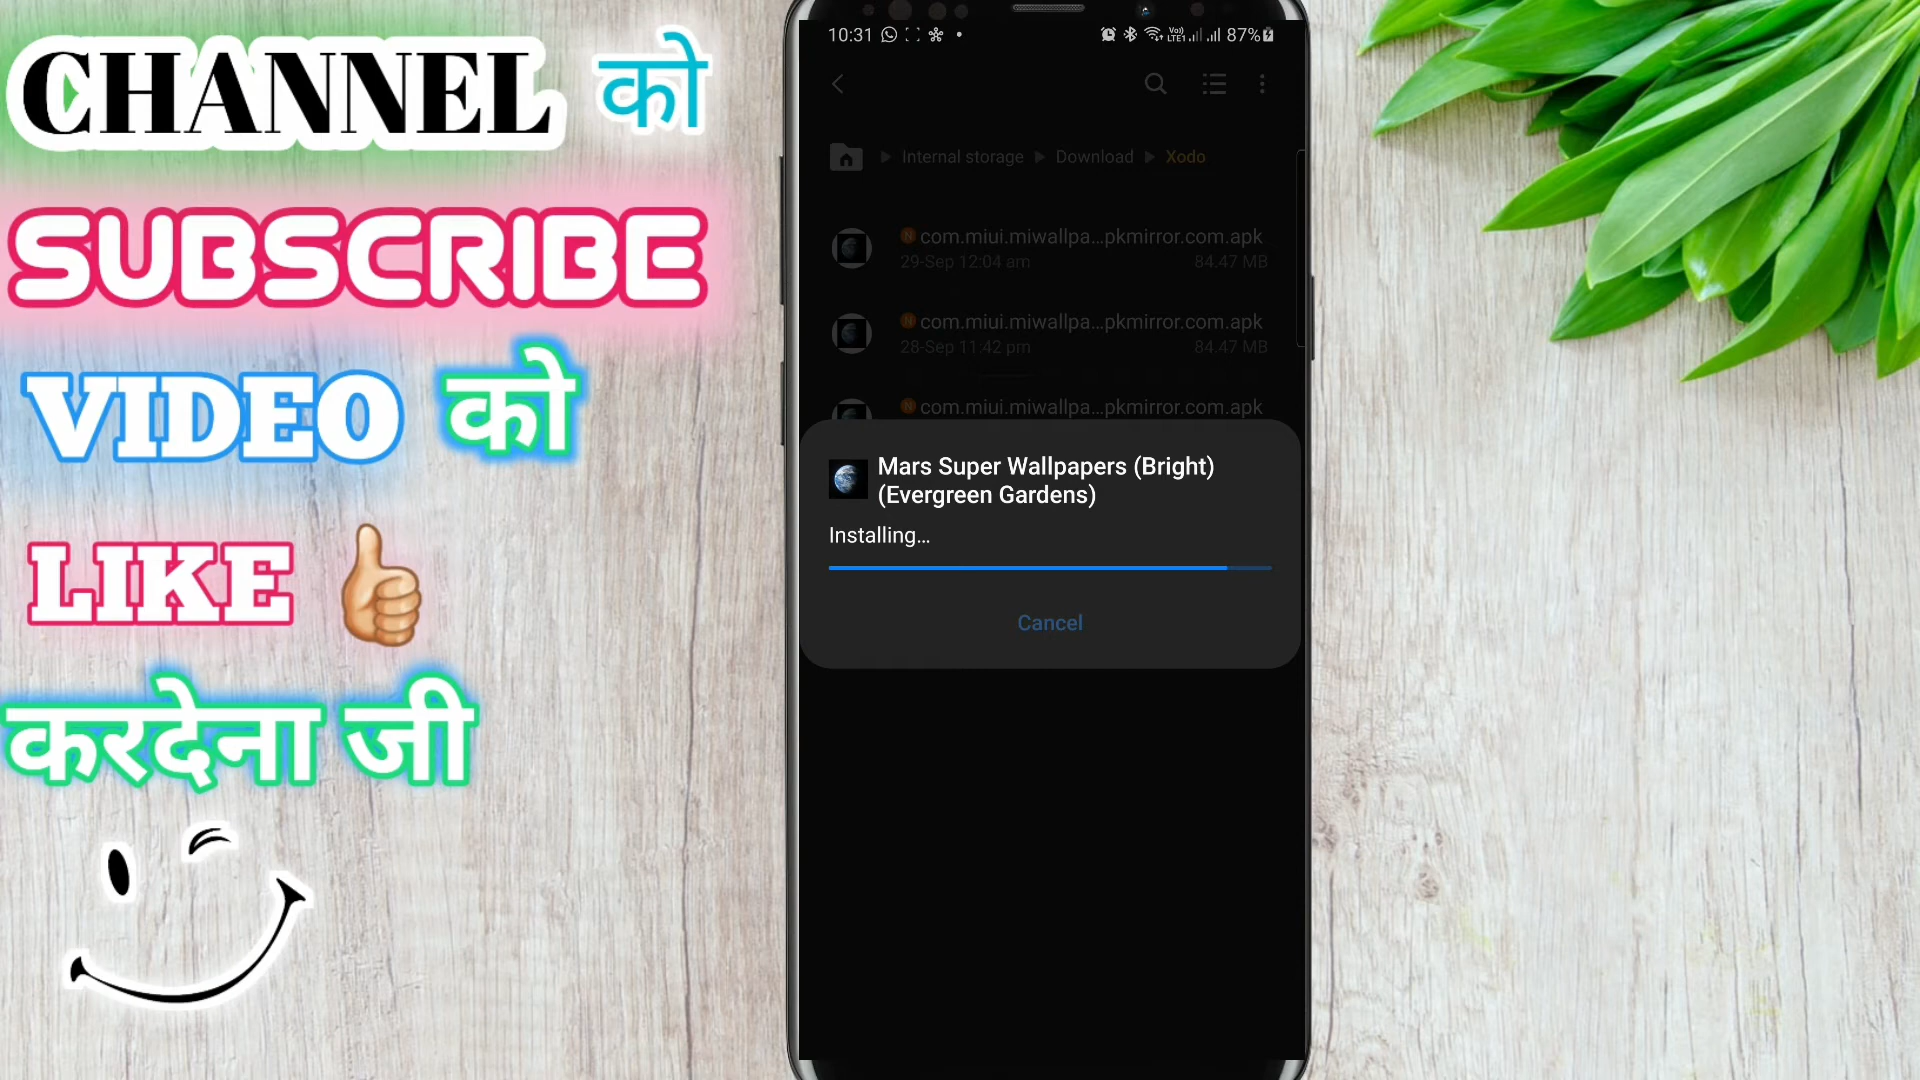 CHANNEL को
SUBSCRIBE
VIDEO को
LIKE
करदेना जी
10:31
87%
Internal storage Download Xodo
com.miui.miwallpa...pkmirror.com.apk
29-Sep 12:04 am 84.47 MB
com.miui.miwallpa...pkmirror.com.apk
28-Sep 11:42 pm 84.47 MB
com.miui.miwallpa...pkmirror.com.apk
Mars Super Wallpapers (Bright)
(Evergreen Gardens)
Installing...
Cancel